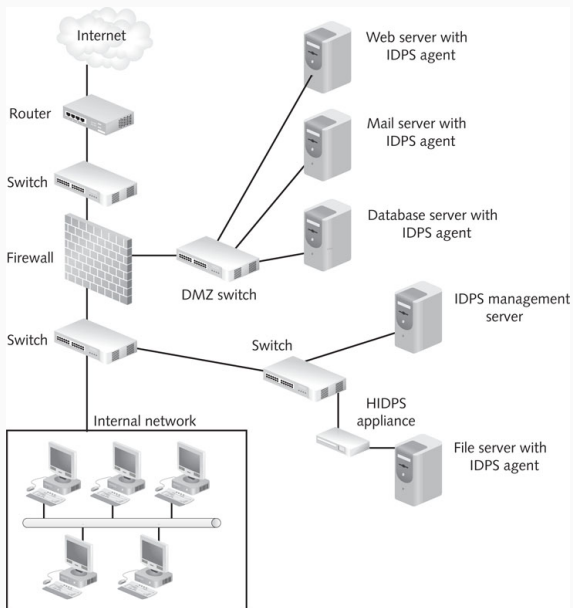 Internet
Web server with
IDPS agent
Router
Mail server with
IDPS agent
Switch
Database server with
IDPS agent
Firewall
DMZ switch
IDPS management
server
Switch
Switch
HIDPS
appliance
Internal network
File server with
IDPS agent